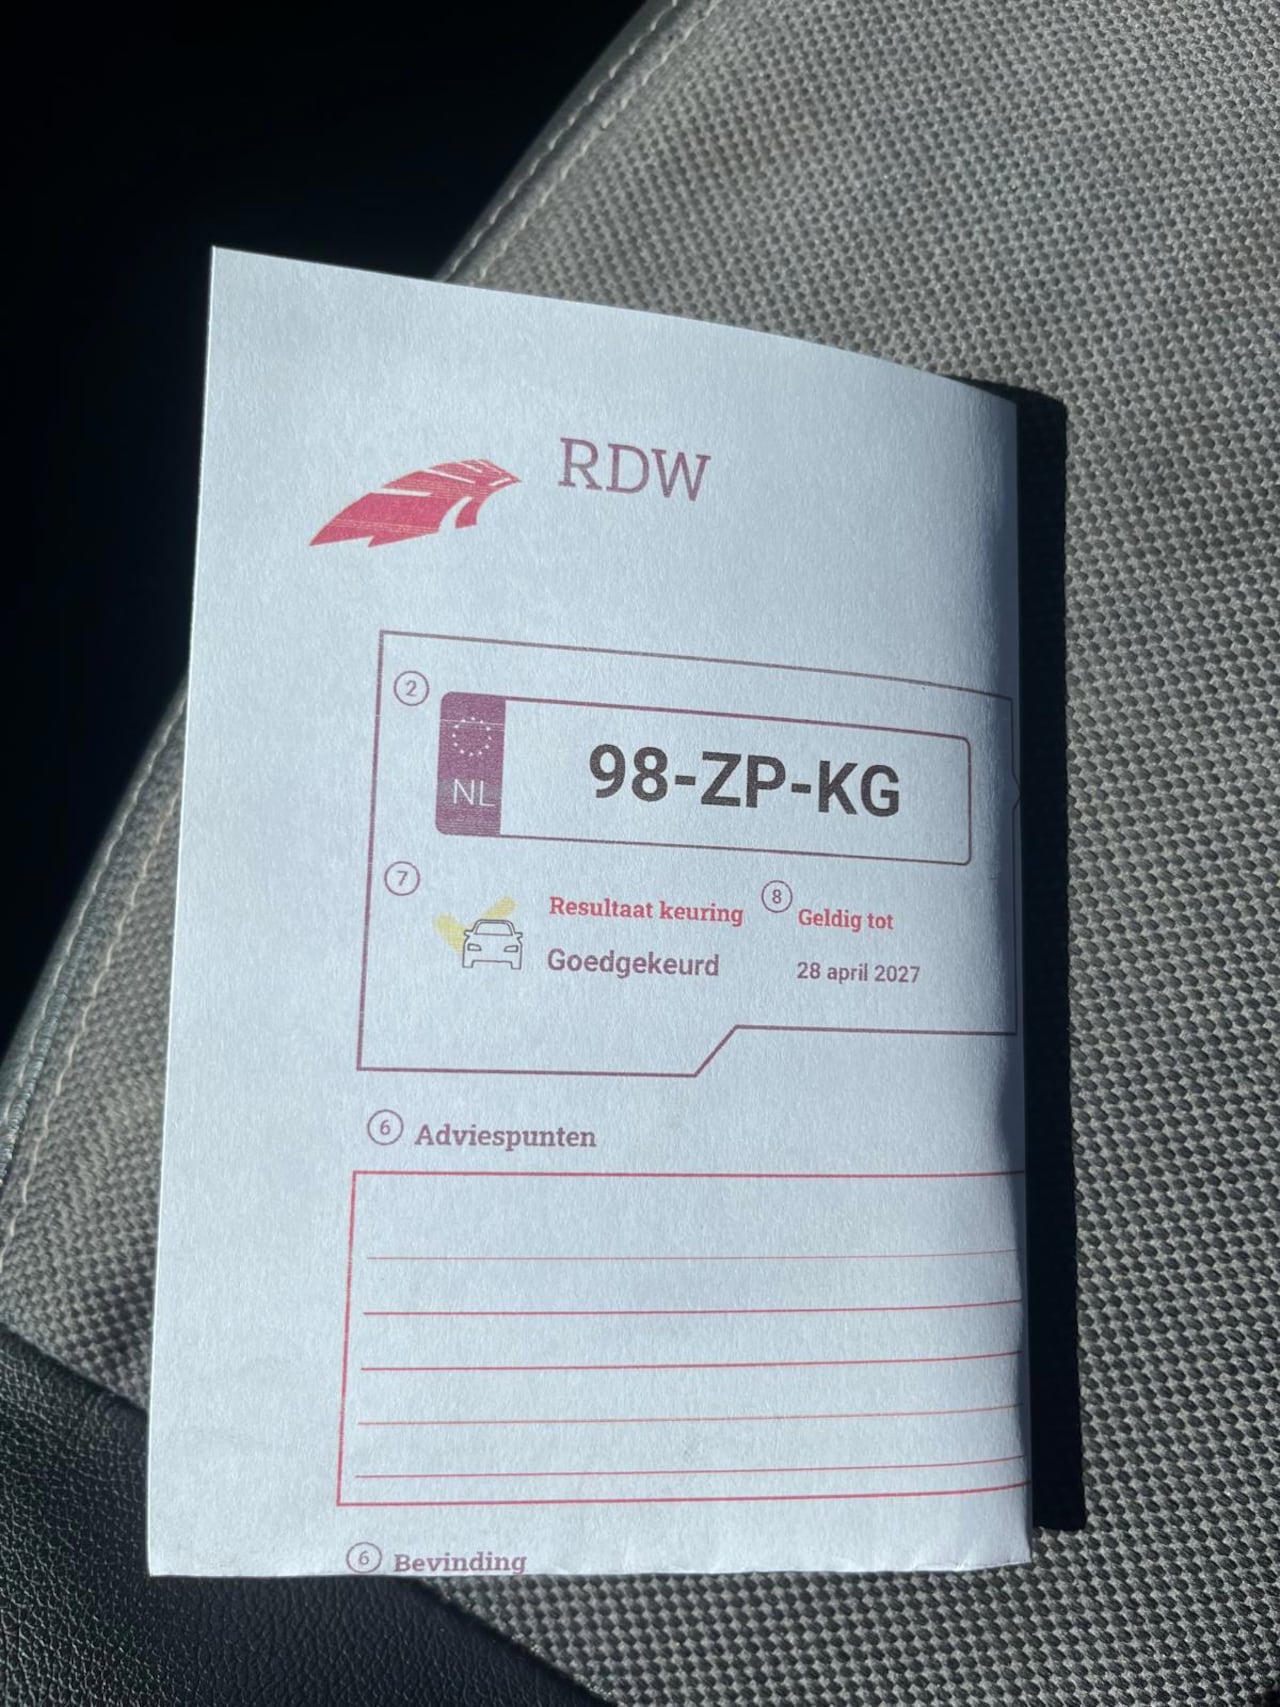 RDW
2
NL
98-ZP-KG
7
Resultaat keuring
8
Geldig tot
Goedgekeurd
28 april 2027
6 Adviespunten
6 Bevinding